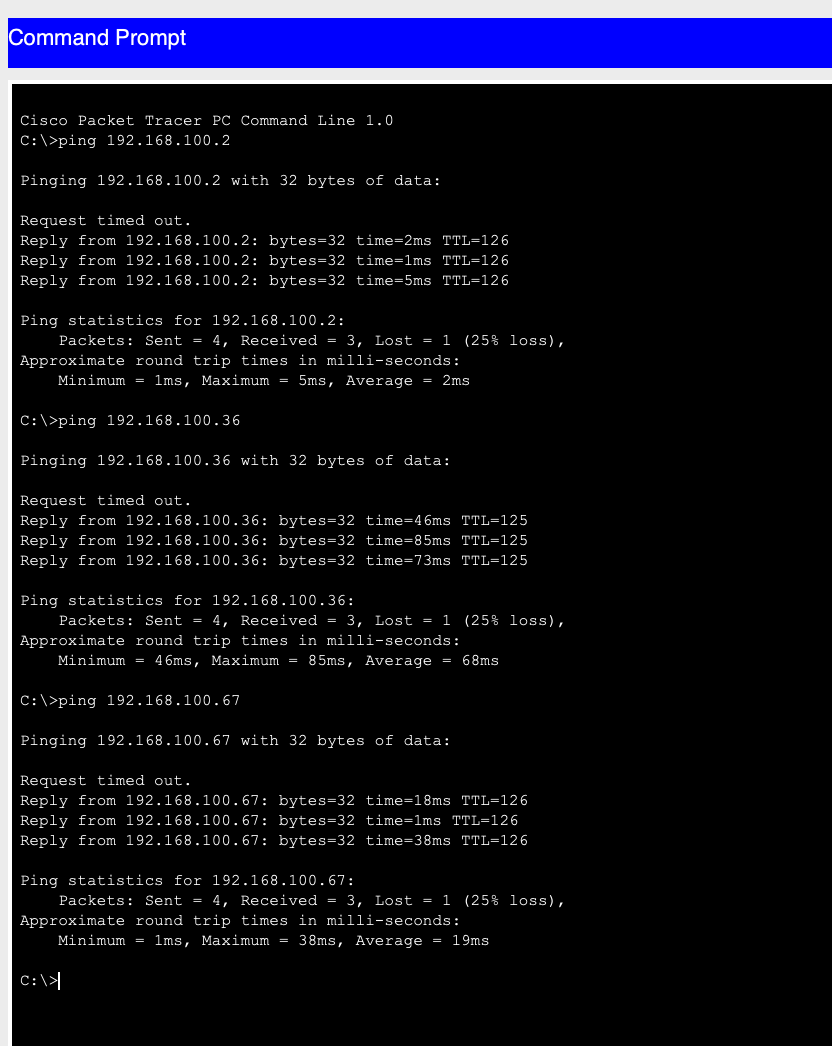 Command Prompt
Cisco Packet Tracer PC Command Line 1.0
C:\>ping 192.168.100.2
Pinging 192.168.100.2 with 32 bytes of data:
Request timed out.
Reply from 192.168.100.2: bytes=32 time=2ms TTL=126
Reply from 192.168.100.2: bytes=32 time=1ms TTL=126
Reply from 192.168.100.2: bytes=32 time=5ms TTL=126
Ping statistics for 192.168.100.2:
    Packets: Sent = 4, Received = 3, Lost = 1 (25% loss),
Approximate round trip times in milli-seconds:
    Minimum = 1ms, Maximum = 5ms, Average = 2ms
C:\>ping 192.168.100.36
Pinging 192.168.100.36 with 32 bytes of data:
Request timed out.
Reply from 192.168.100.36: bytes=32 time=46ms TTL=125
Reply from 192.168.100.36: bytes=32 time=85ms TTL=125
Reply from 192.168.100.36: bytes=32 time=73ms TTL=125
Ping statistics for 192.168.100.36:
    Packets: Sent = 4, Received = 3, Lost = 1 (25% loss),
Approximate round trip times in milli-seconds:
    Minimum = 46ms, Maximum = 85ms, Average = 68ms
C:\>ping 192.168.100.67
Pinging 192.168.100.67 with 32 bytes of data:
Request timed out.
Reply from 192.168.100.67: bytes=32 time=18ms TTL=126
Reply from 192.168.100.67: bytes=32 time=1ms TTL=126
Reply from 192.168.100.67: bytes=32 time=38ms TTL=126
Ping statistics for 192.168.100.67:
    Packets: Sent = 4, Received = 3, Lost = 1 (25% loss),
Approximate round trip times in milli-seconds:
    Minimum = 1ms, Maximum = 38ms, Average = 19ms
C:\>